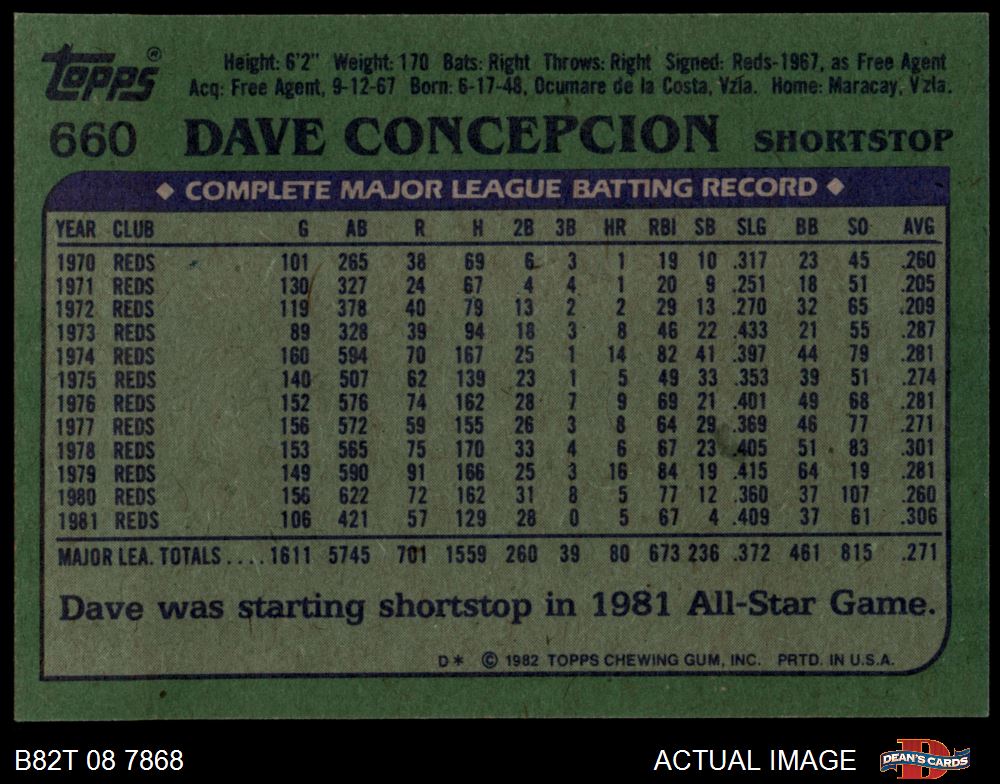 Topps®
Height: 6'2" Weight: 170 Bats: Right Throws: Right Signed: Reds-1967, as Free Agent
Acq: Free Agent, 9-12-67 Born: 6-17-48, Ocumare de la Costa, Vzla. Home: Maracay, Vzla.
660 DAVE CONCEPCION SHORTSTOP
◆ COMPLETE MAJOR LEAGUE BATTING RECORD ◆
YEAR CLUB G AB R H 2B 3B HR RBI SB SLG BB SO AVG
1970 REDS 101 265 38 69 6 3 1 19 10 .317 23 45 .260
1971 REDS 130 327 24 67 4 4 1 20 9 .251 18 51 .205
1972 REDS 119 378 40 79 13 2 2 29 13 .270 32 65 .209
1973 REDS 89 328 39 94 18 3 8 46 22 .433 21 55 .287
1974 REDS 160 594 70 167 25 1 14 82 41 .397 44 79 .281
1975 REDS 140 507 62 139 23 1 5 49 33 .353 39 51 .274
1976 REDS 152 576 74 162 28 7 9 69 21 .401 49 68 .281
1977 REDS 156 572 59 155 26 3 8 64 29 .369 46 77 .271
1978 REDS 153 565 75 170 33 4 6 67 23 .405 51 83 .301
1979 REDS 149 590 91 166 25 3 16 84 19 .415 64 19 .281
1980 REDS 156 622 72 162 31 8 5 77 12 .360 37 107 .260
1981 REDS 106 421 57 129 28 0 5 67 4 .409 37 61 .306
MAJOR LEA. TOTALS .... 1611 5745 701 1559 260 39 80 673 236 .372 461 815 .271
Dave was starting shortstop in 1981 All-Star Game.
D* © 1982 TOPPS CHEWING GUM, INC. PRTD. IN U.S.A.
B82T 08 7868 ACTUAL IMAGE D DEAN'S CARDS